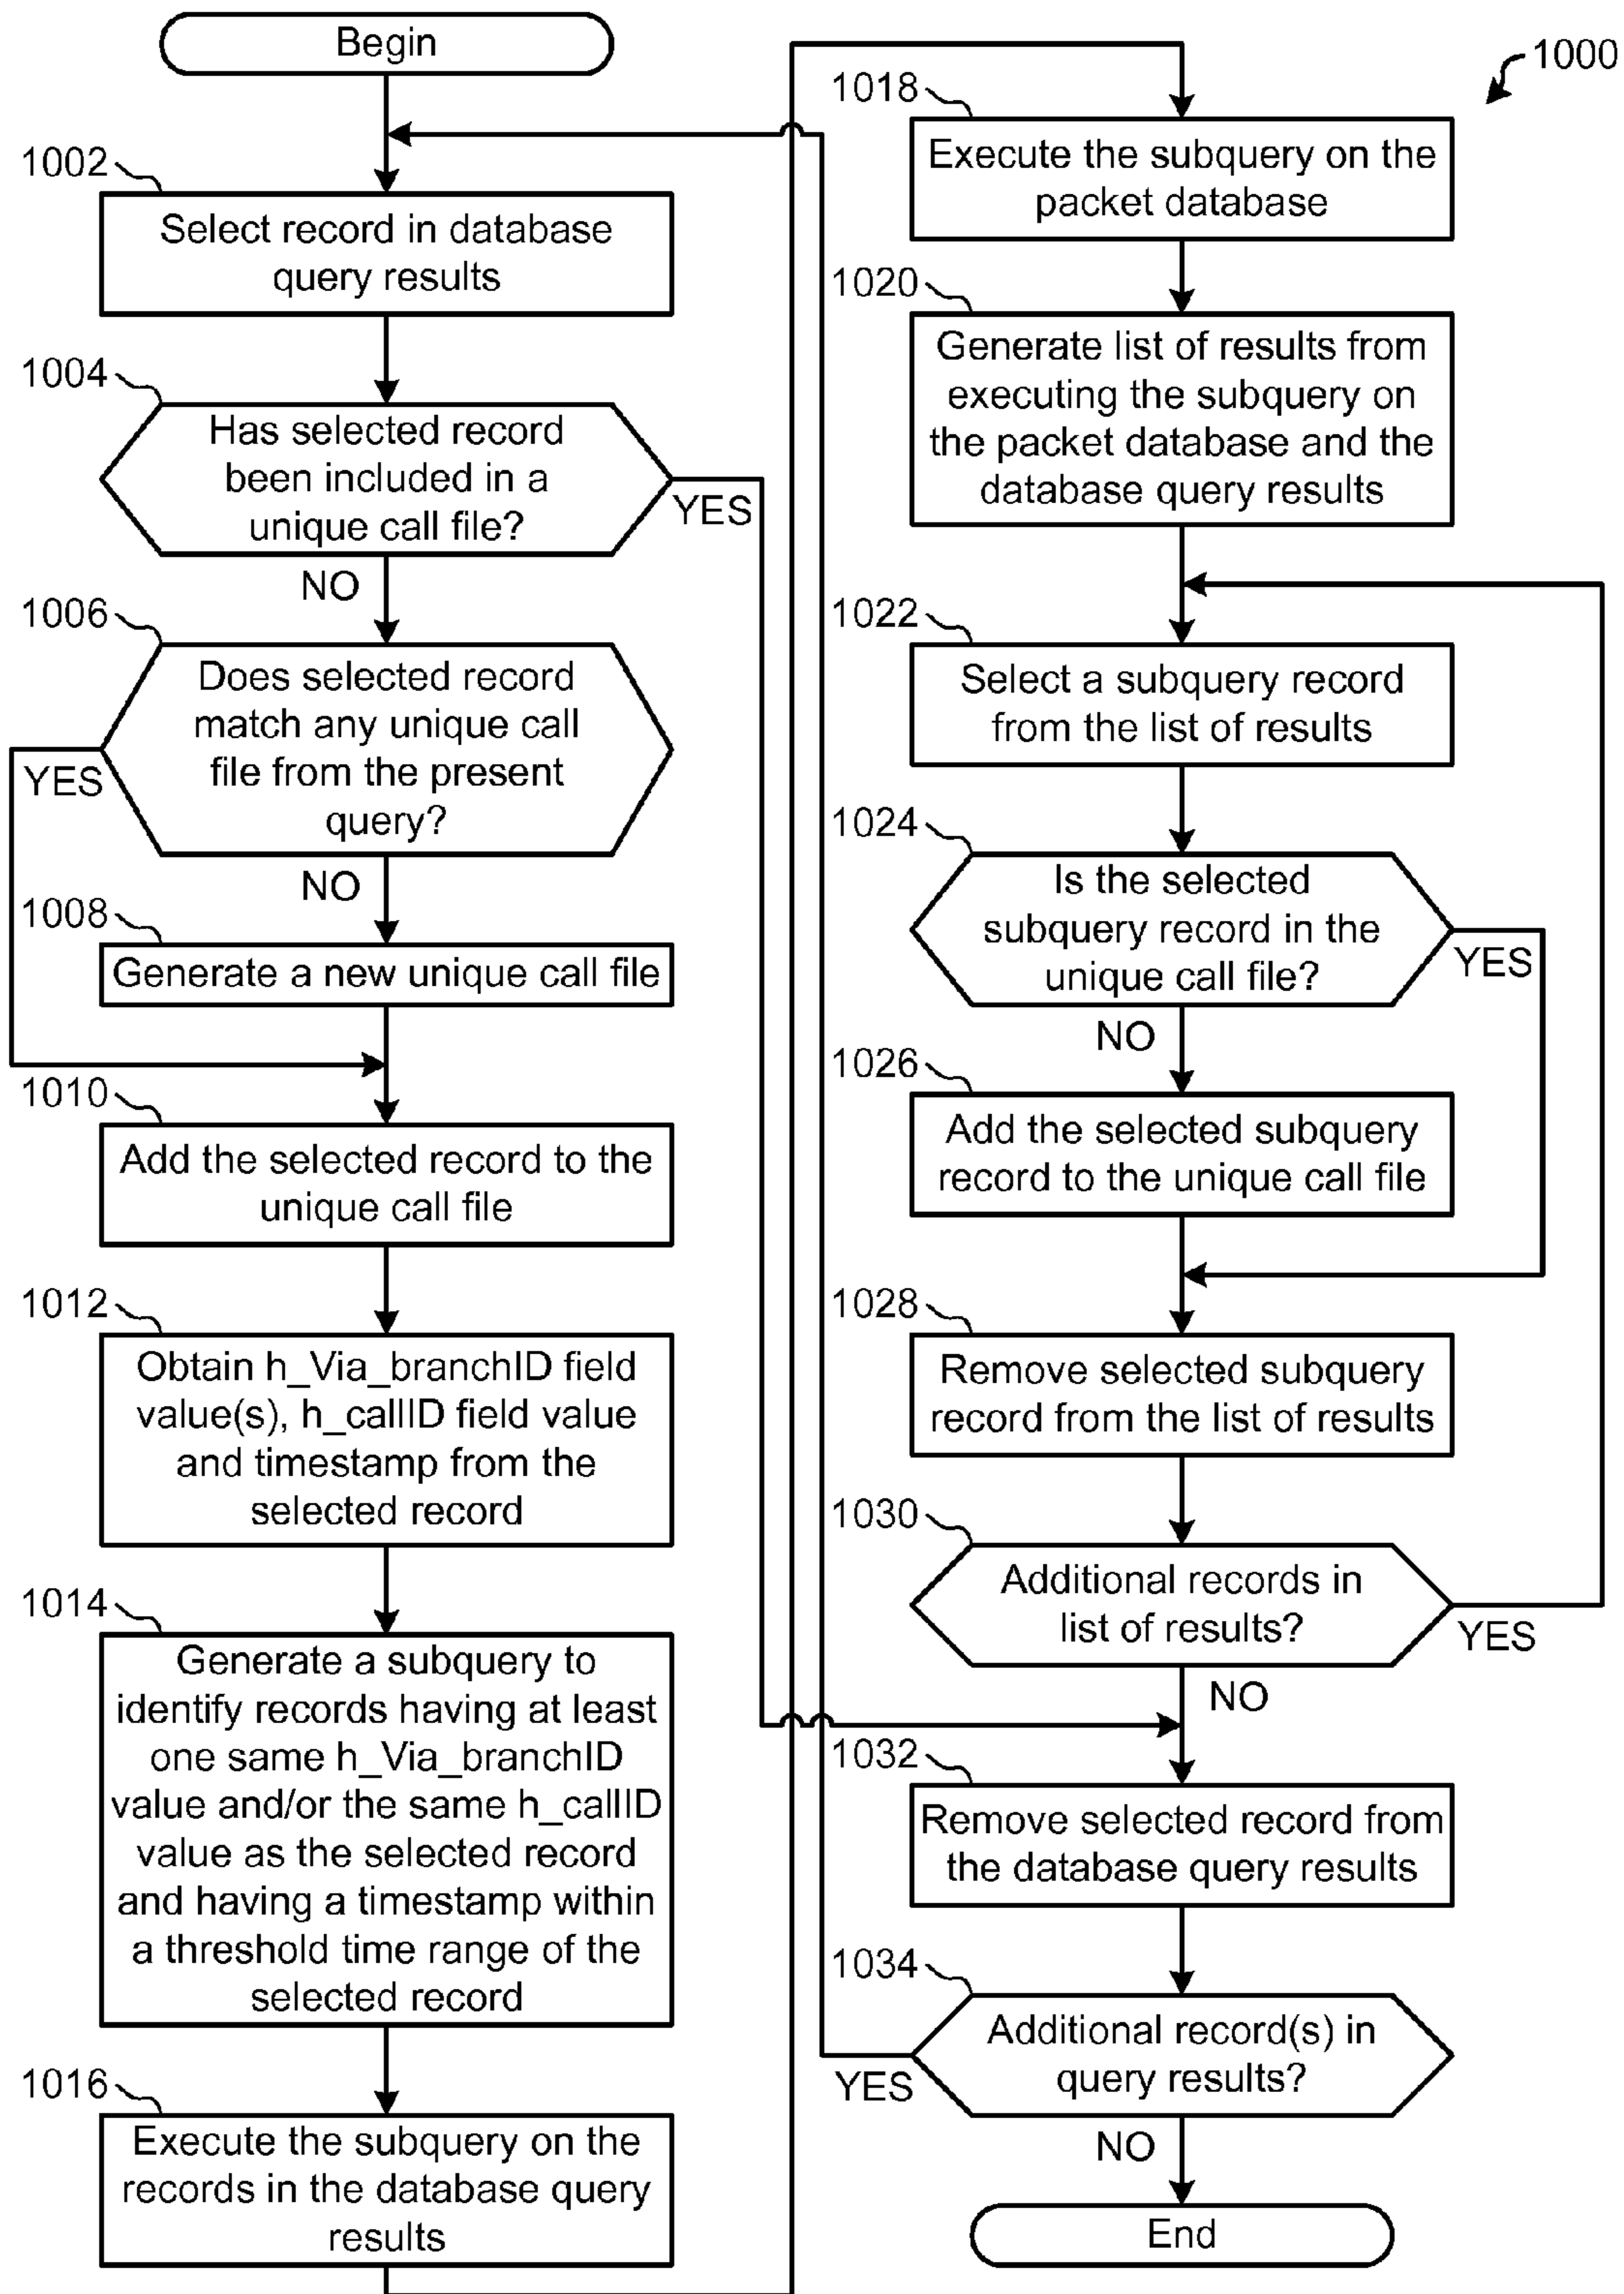 Begin
1002
Select record in database
query results
1004
Has selected record
been included in a
unique call file?
YES
NO
1006
Does selected record
match any unique call
file from the present
query?
YES
NO
1008
Generate a new unique call file
1010
Add the selected record to the
unique call file
1012
Obtain h_Via_branchID field
value(s), h_callID field value
and timestamp from the
selected record
1014
Generate a subquery to
identify records having at least
one same h_Via_branchID
value and/or the same h_callID
value as the selected record
and having a timestamp within
a threshold time range of the
selected record
1016
Execute the subquery on the
records in the database query
results
1000
1018
Execute the subquery on the
packet database
1020
Generate list of results from
executing the subquery on
the packet database and the
database query results
1022
Select a subquery record
from the list of results
1024
Is the selected
subquery record in the
unique call file?
YES
NO
1026
Add the selected subquery
record to the unique call file
1028
Remove selected subquery
record from the list of results
1030
Additional records in
list of results?
YES
NO
1032
Remove selected record from
the database query results
1034
Additional record(s) in
query results?
YES
NO
End